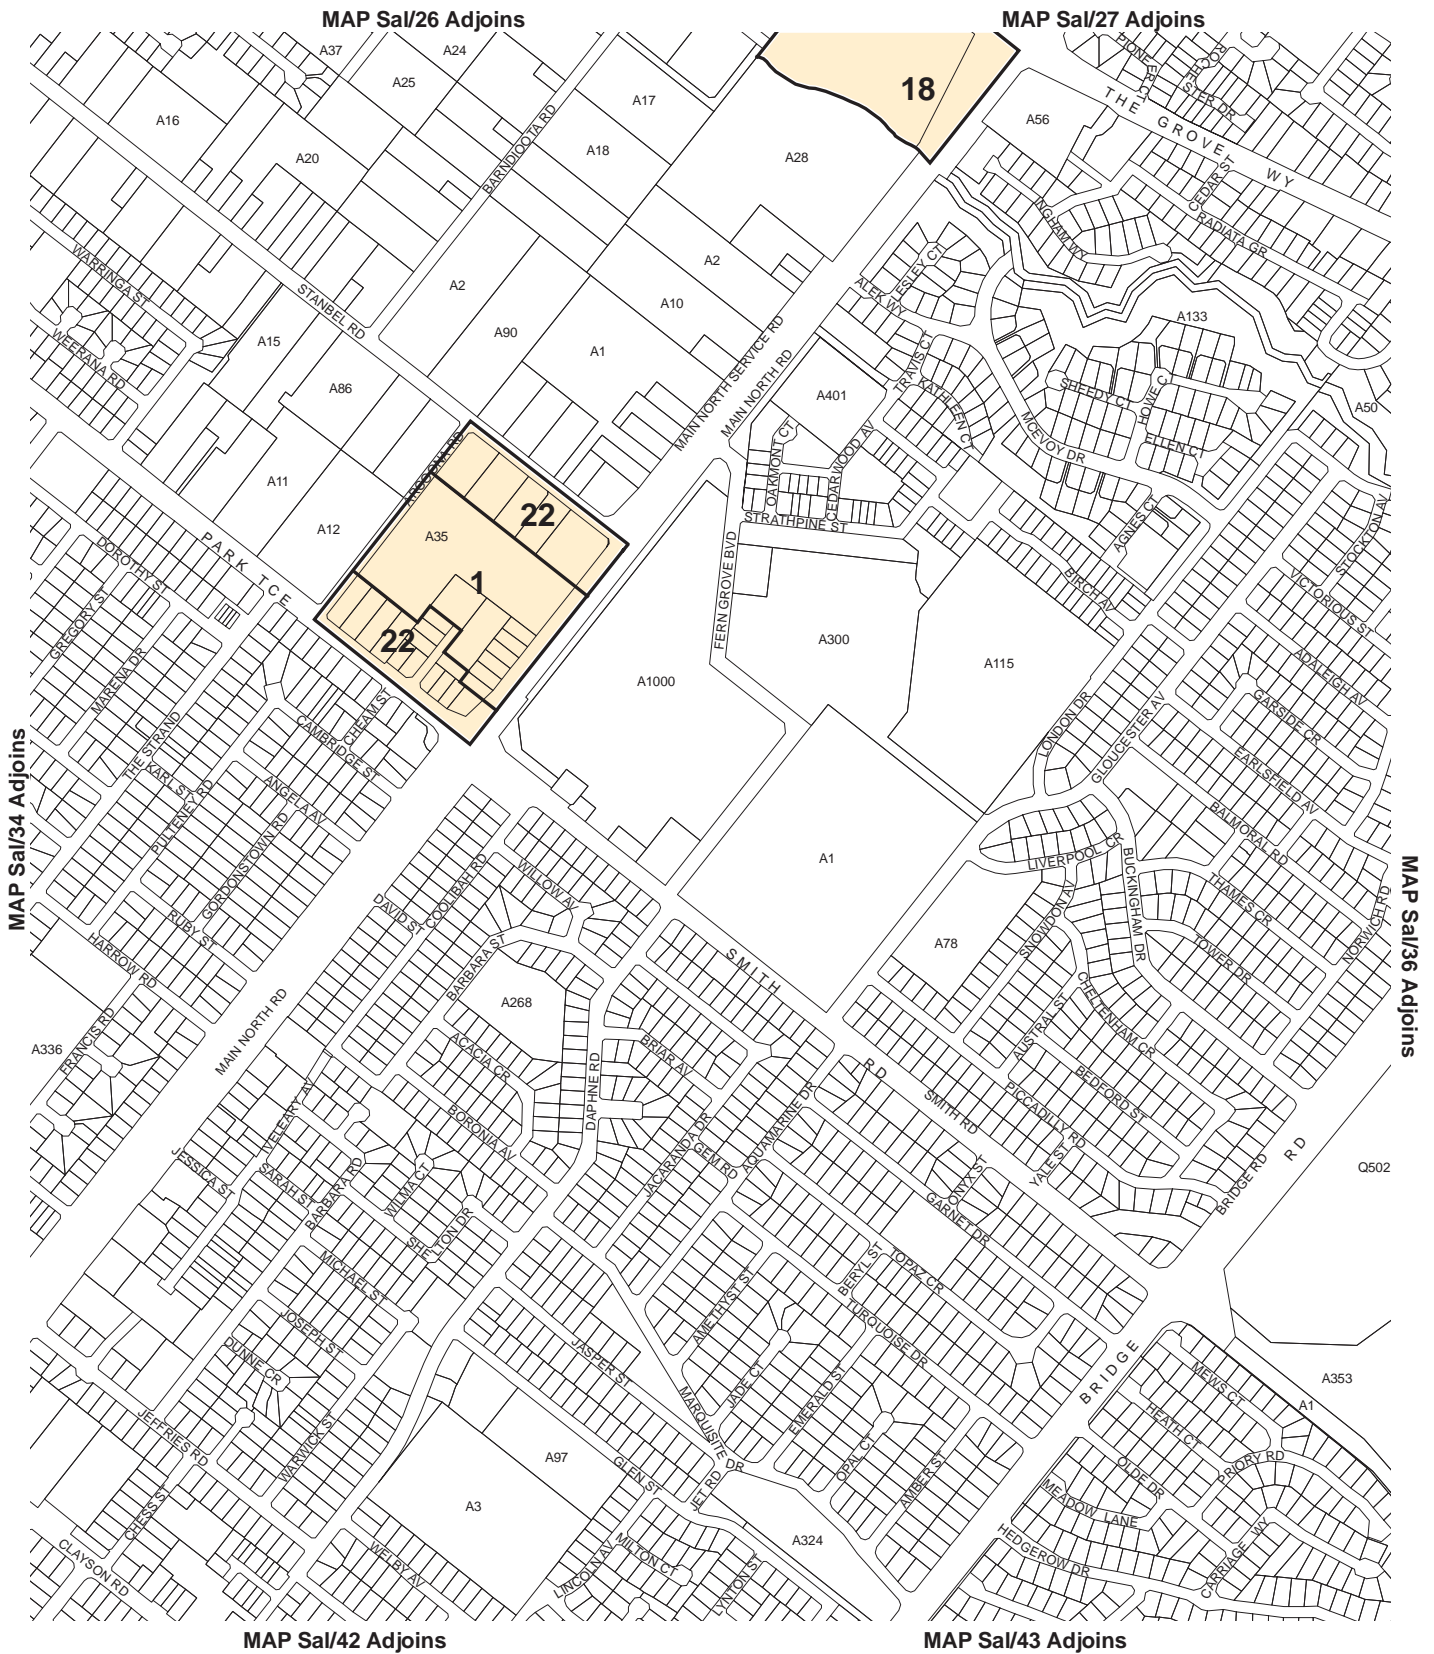 MAP Sal/26 Adjoins
MAP Sal/27 Adjoins
A37
A24
A25
A16
A20
A17
A18
BARNDIOOTA RD
A28
18
A56
PIONEER CT
THE GROVE WY
CEDAR ST
RADIATA GR
INGHAM WY
WARRINGA ST
WEERANA RD
STANBEL RD
A2
A2
A10
A90
A1
A15
A86
ALEK WY
LESLEY CT
A133
TRAVIS CT
KATHLEEN CT
SHEEDY CT
HOWE C
ELLEN CT
MCEVOY DR
A50
MAIN NORTH SERVICE RD
MAIN NORTH RD
A401
OAKMONT CT
CEDARWOOD AV
STRATHPINE ST
AGNES CT
BIRCH AV
STOCKTON AV
VICTORIOUS ST
ADALEIGH AV
GARSIDE CR
EARLSFIELD AV
BALMORAL RD
A11
A12
PARK TCE
A35
22
1
22
FERN GROVE BVD
A300
A115
A1000
DOROTHY ST
GREGORY ST
MARENA DR
THE STRAND
KARL ST
PULTENEY RD
CAMBRIDGE ST
CHEAM ST
ANGELA AV
GORDONSTOWN RD
RUBY ST
HARROW RD
FRANCIS RD
A336
MAP Sal/34 Adjoins
MAP Sal/36 Adjoins
LONDON DR
GLOUCESTER AV
LIVERPOOL CR
BUCKINGHAM DR
THAMES CR
TOWER DR
NORWICH RD
A1
A78
SNOWDON AV
CHELTENHAM CR
AUSTRAL ST
BEDFORD ST
PICCADILLY RD
YALE ST
SMITH RD
SMITH RD
DAVID ST
COOLIBAH RD
WILLOW AV
BARBARA ST
A268
ACACIA CR
BORONIA AV
DAPHNE RD
BRIAR AV
JACARANDA DR
GEM RD
AQUAMARINE DR
MAIN NORTH RD
IVELEARY AV
JESSICA ST
SARAH ST
BARBARA RD
WILMA CT
SHELTON DR
MICHAEL ST
JOSEPH ST
DUNNE CR
WARWICK ST
JEFFRIES RD
CHESS ST
CLAYSON RD
WELBY AV
ONYX ST
GARNET DR
BERYL ST
TOPAZ CR
TURQUOISE DR
AMETHYST ST
JADE CT
EMERALD ST
OPAL CT
AMBER ST
MARQUISITE DR
JASPER ST
GLEN ST
JET RD
A97
A3
LINCOLN AV
MILTON CT
LYNTON ST
A324
BRIDGE RD
BRIDGE RD
Q502
A353
A1
MEWS CT
HEATH CT
PRIORY RD
OLDE DR
MEADOW LANE
HEDGEROW DR
CARRIAGE WY
MAP Sal/42 Adjoins
MAP Sal/43 Adjoins